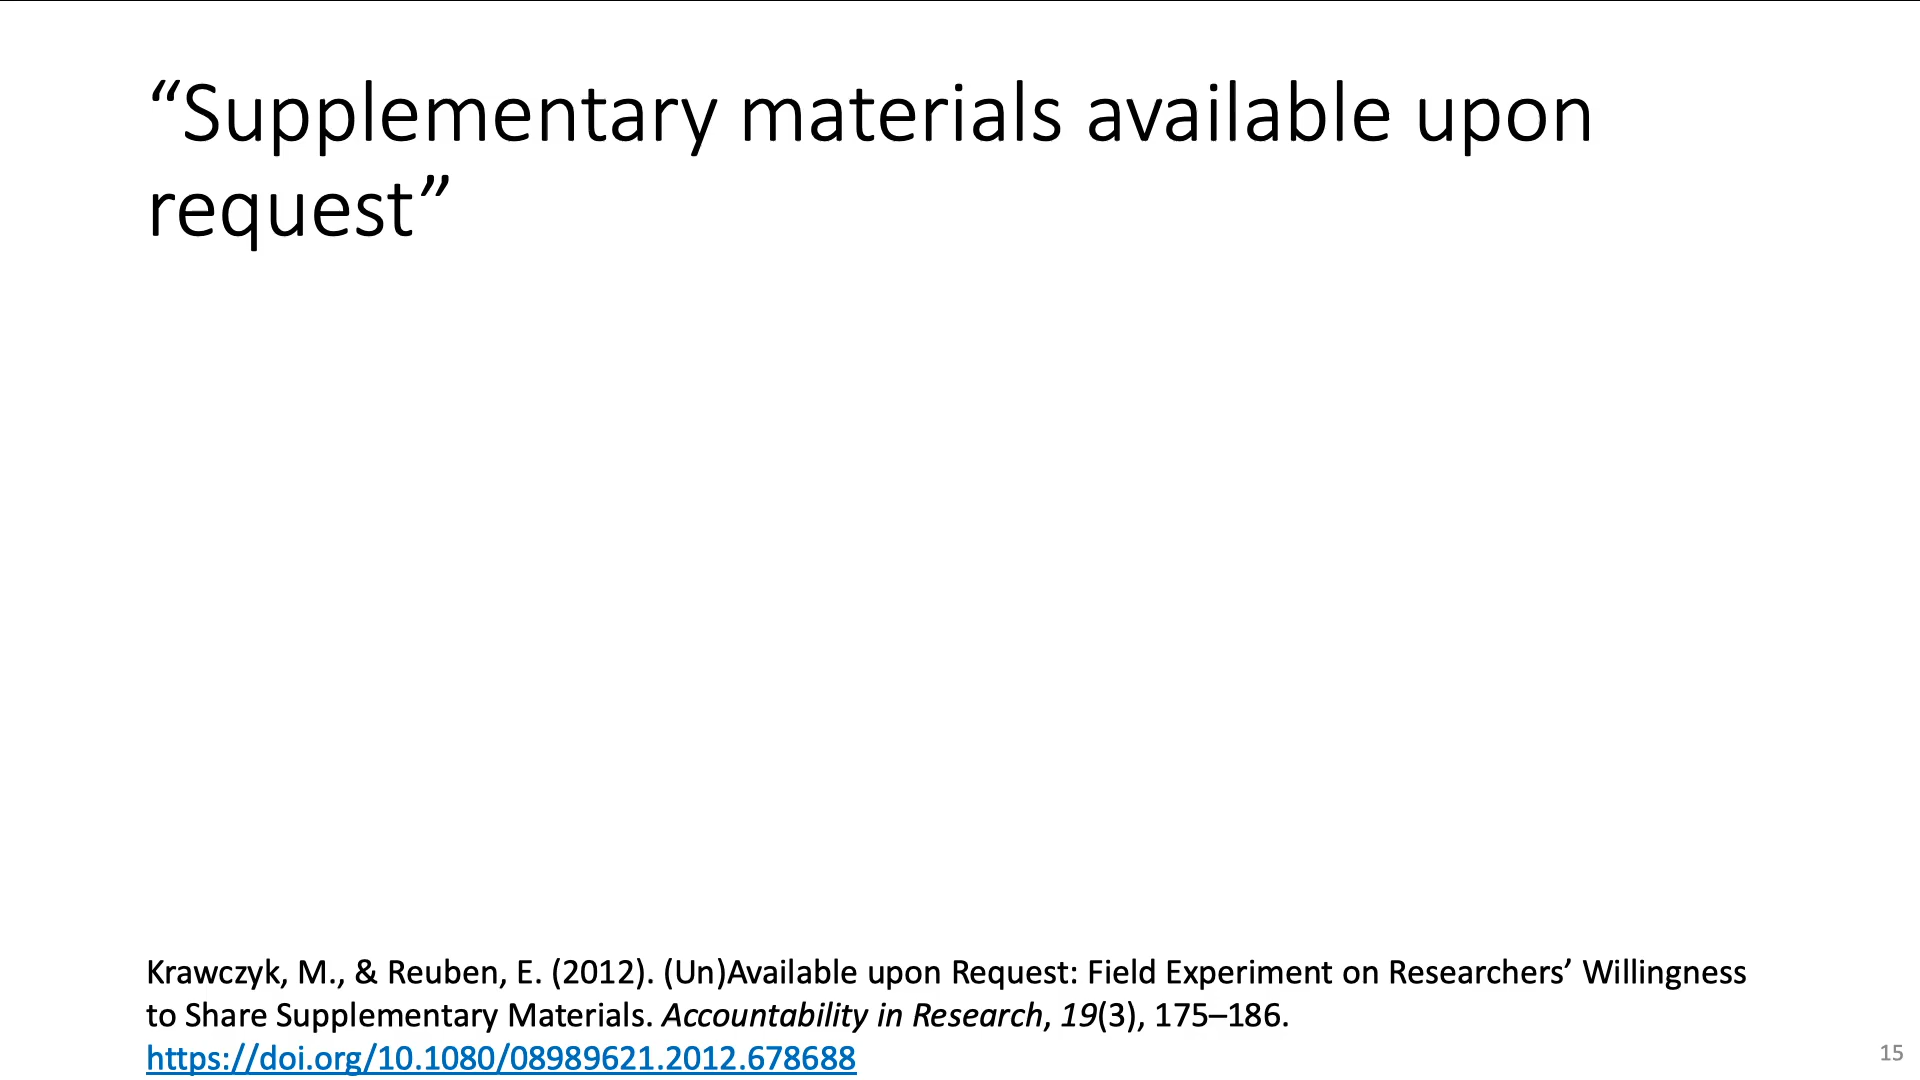 “Supplementary materials available upon
request”
Krawczyk, M., & Reuben, E. (2012). (Un)Available upon Request: Field Experiment on Researchers’ Willingness
to Share Supplementary Materials. Accountability in Research, 19(3), 175–186.
https://doi.org/10.1080/08989621.2012.678688
15